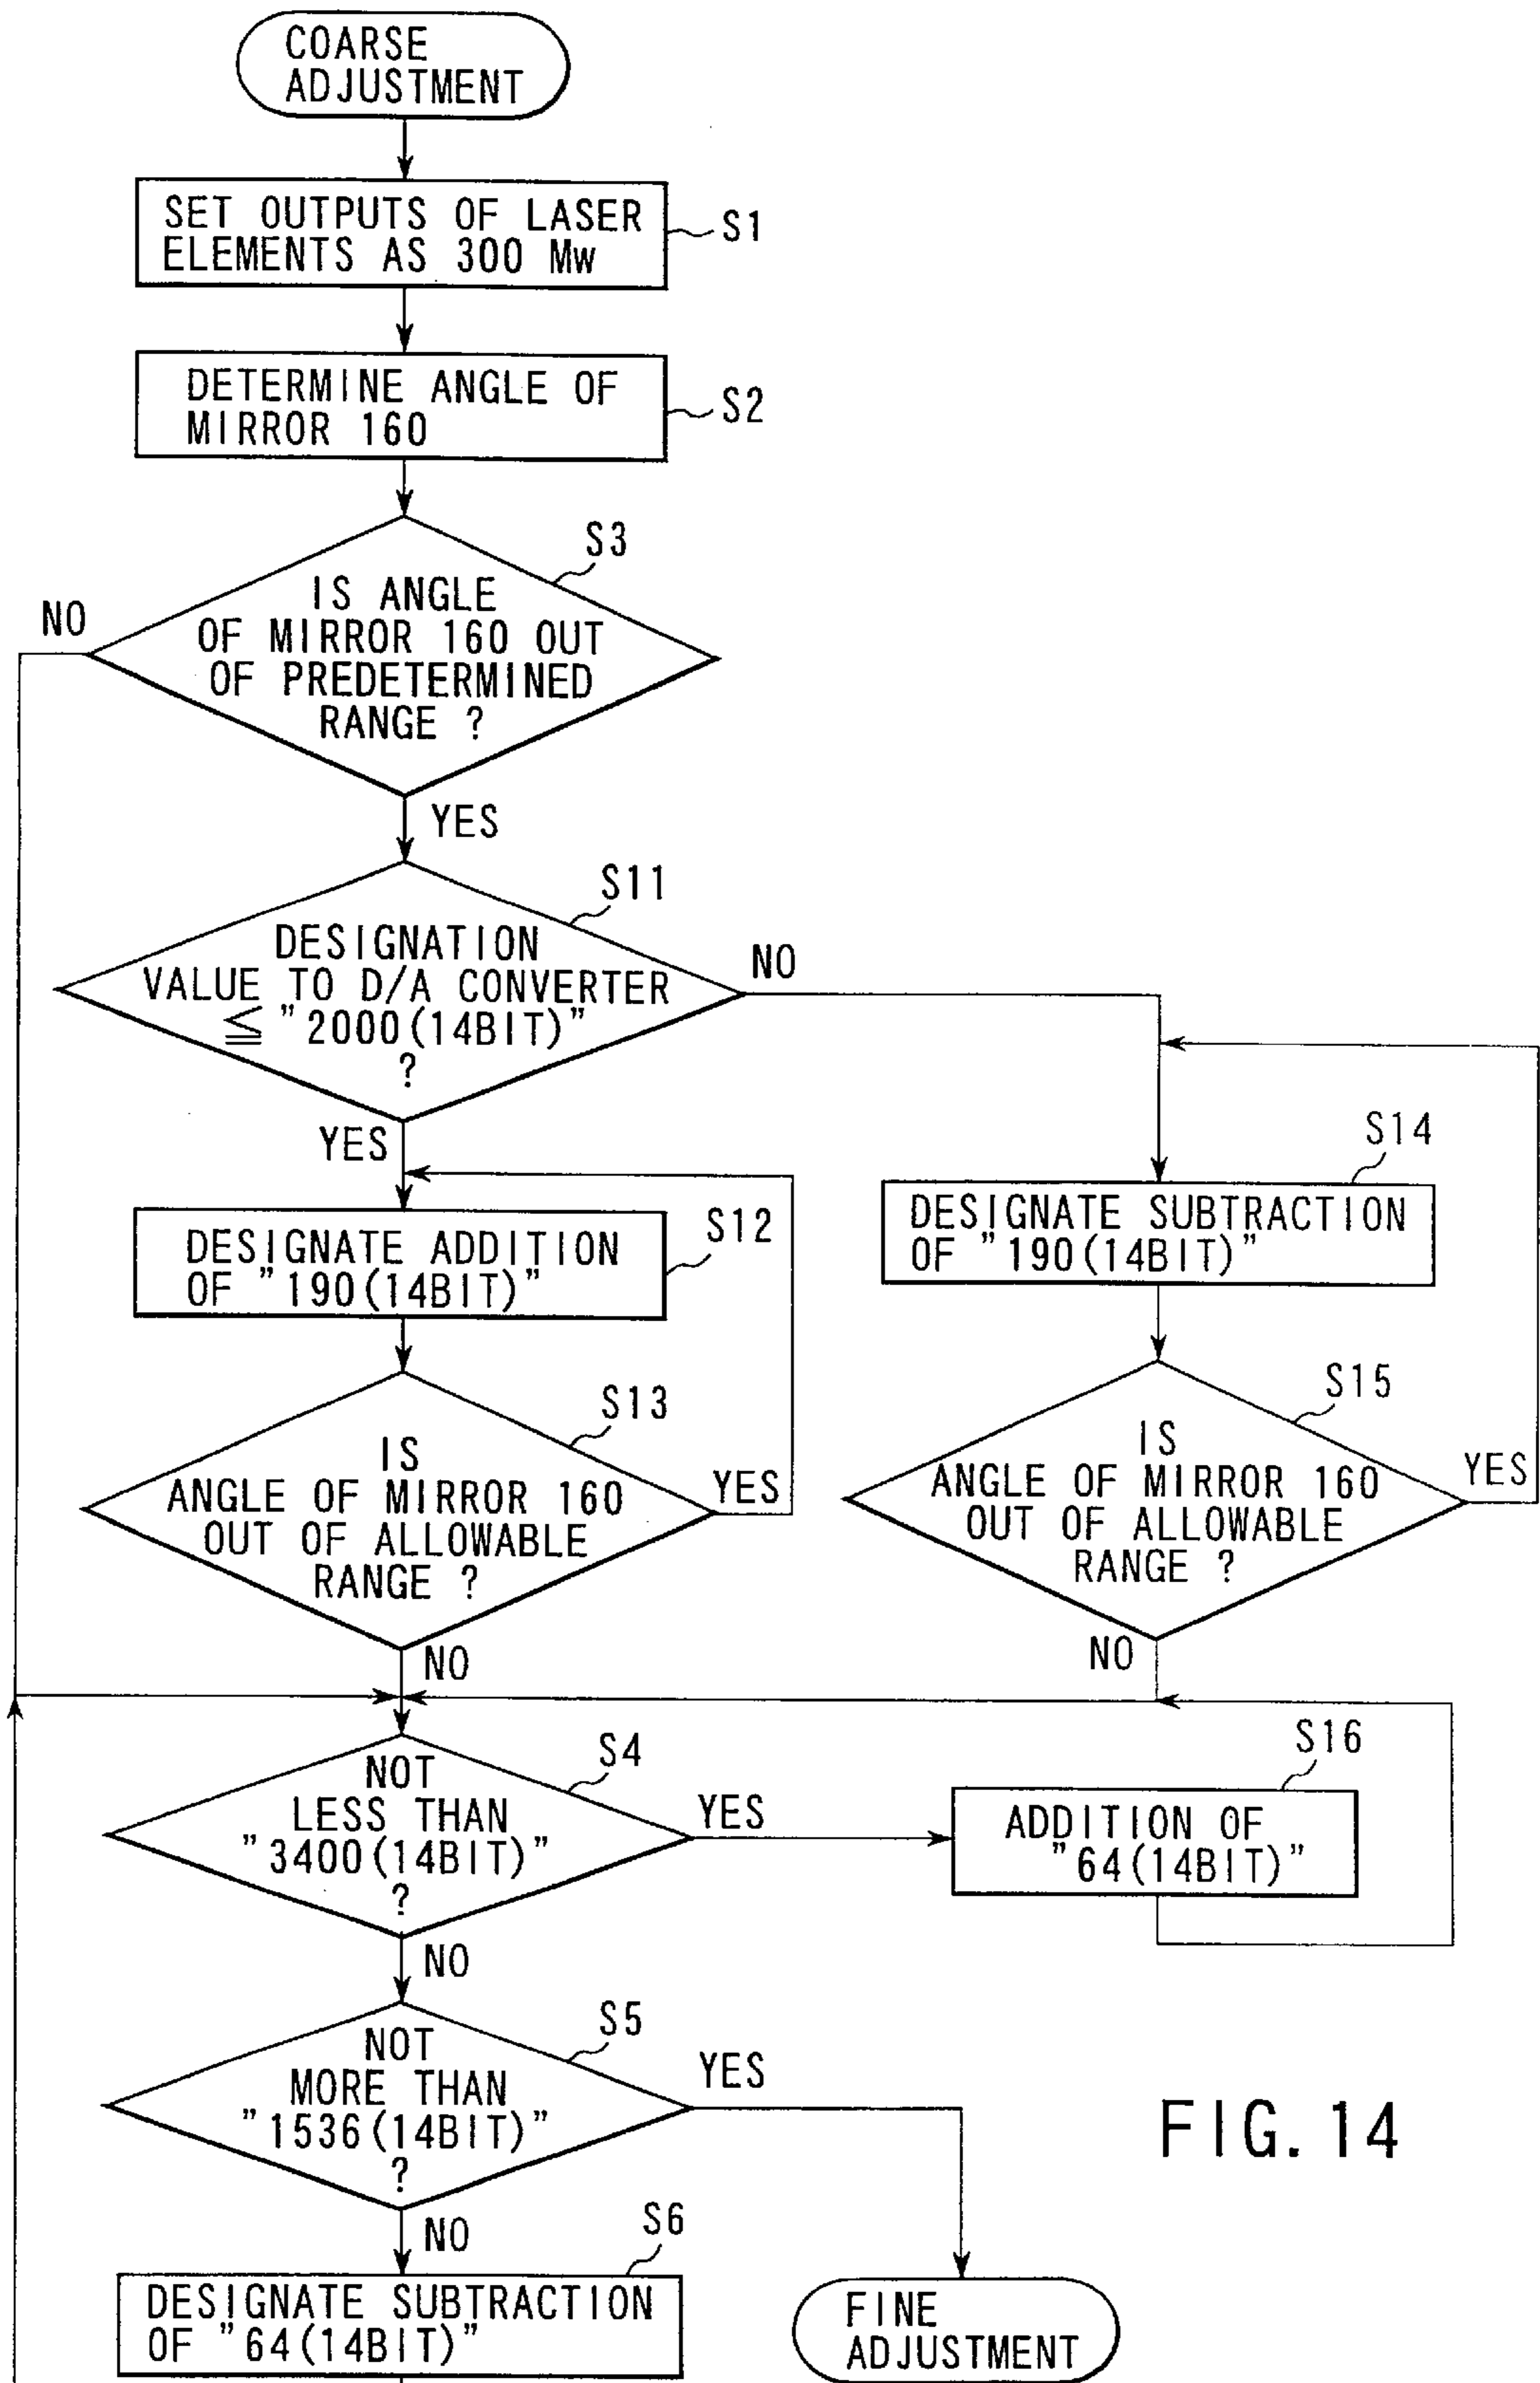 COARSE
ADJUSTMENT
SET OUTPUTS OF LASER
ELEMENTS AS 300 Mw
S1
DETERMINE ANGLE OF
MIRROR 160
S2
S3
IS ANGLE
OF MIRROR 160 OUT
OF PREDETERMINED
RANGE ?
NO
YES
S11
DESIGNATION
VALUE TO D/A CONVERTER
≦ "2000(14BIT)"
?
NO
YES
S12
DESIGNATE ADDITION
OF "190(14BIT)"
S14
DESIGNATE SUBTRACTION
OF "190(14BIT)"
S13
IS
ANGLE OF MIRROR 160
OUT OF ALLOWABLE
RANGE ?
YES
NO
S15
IS
ANGLE OF MIRROR 160
OUT OF ALLOWABLE
RANGE ?
YES
NO
S4
NOT
LESS THAN
"3400(14BIT)"
?
YES
NO
S16
ADDITION OF
"64(14BIT)"
S5
NOT
MORE THAN
"1536(14BIT)"
?
YES
NO
S6
DESIGNATE SUBTRACTION
OF "64(14BIT)"
FINE
ADJUSTMENT
FIG. 14